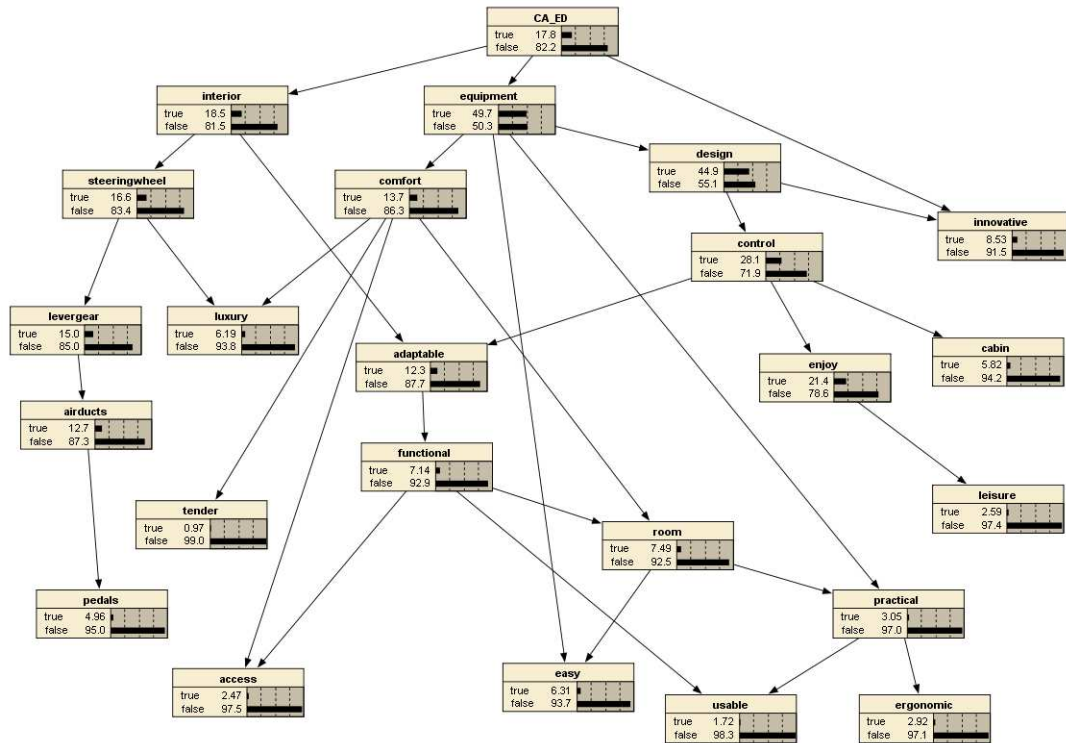 CA_ED
true 17.8
false 82.2
interior
true 18.5
false 81.5
equipment
true 49.7
false 50.3
design
true 44.9
false 55.1
steeringwheel
true 16.6
false 83.4
comfort
true 13.7
false 86.3
innovative
true 8.53
false 91.5
control
true 28.1
false 71.9
levergear
true 15.0
false 85.0
luxury
true 6.19
false 93.8
adaptable
true 12.3
false 87.7
enjoy
true 21.4
false 78.6
cabin
true 5.82
false 94.2
airducts
true 12.7
false 87.3
functional
true 7.14
false 92.9
leisure
true 2.59
false 97.4
tender
true 0.97
false 99.0
room
true 7.49
false 92.5
pedals
true 4.96
false 95.0
practical
true 3.05
false 97.0
access
true 2.47
false 97.5
easy
true 6.31
false 93.7
usable
true 1.72
false 98.3
ergonomic
true 2.92
false 97.1